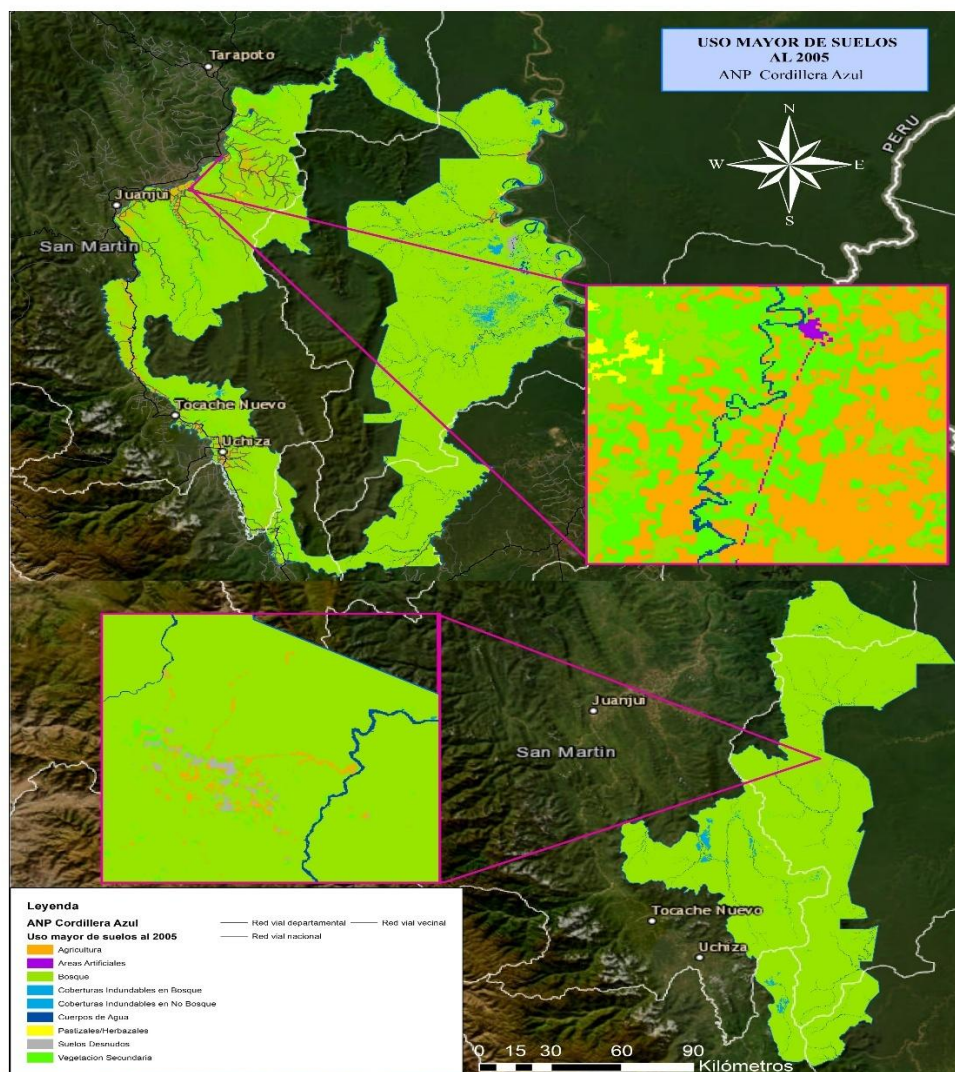 USO MAYOR DE SUELOS
AL 2005
ANP Cordillera Azul
N
W
E
S
PERU
Tarapoto
Juanjui
San Martin
Tocache Nuevo
Uchiza
Juanjui
San Martin
Tocache Nuevo
Uchiza
Leyenda
ANP Cordillera Azul
Uso mayor de suelos al 2005
Agricultura
Areas Artificiales
Bosque
Coberturas Indundables en Bosque
Coberturas Indundables en No Bosque
Cuerpos de Agua
Pastizales/Herbazales
Suelos Desnudos
Vegetacion Secundaria
Red vial departamental
Red vial vecinal
Red vial nacional
0 15 30 60 90
Kilómetros